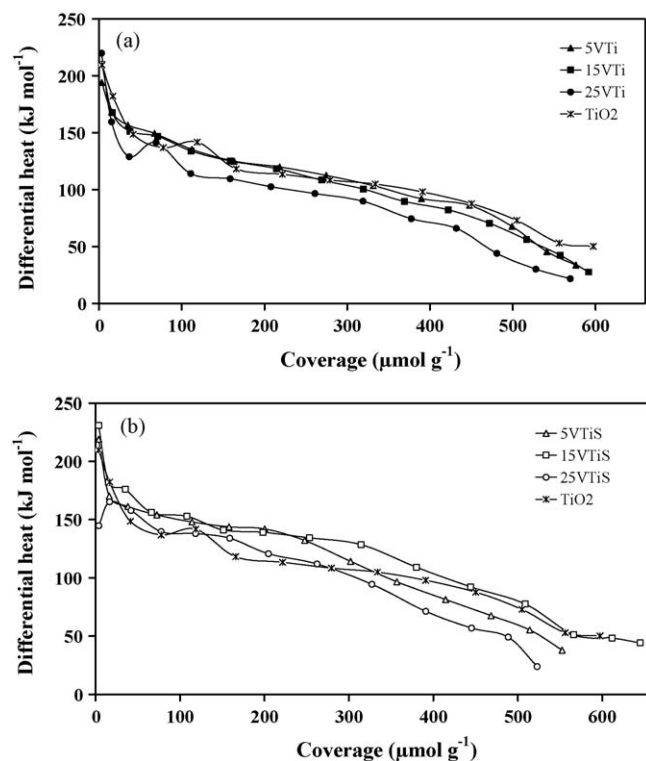 (a)
5VTi
15VTi
25VTi
TiO2
Differential heat (kJ mol⁻¹)
250
200
150
100
50
0
0 100 200 300 400 500 600
Coverage (µmol g⁻¹)
(b)
5VTiS
15VTiS
25VTiS
TiO2
Differential heat (kJ mol⁻¹)
250
200
150
100
50
0
0 100 200 300 400 500 600
Coverage (µmol g⁻¹)